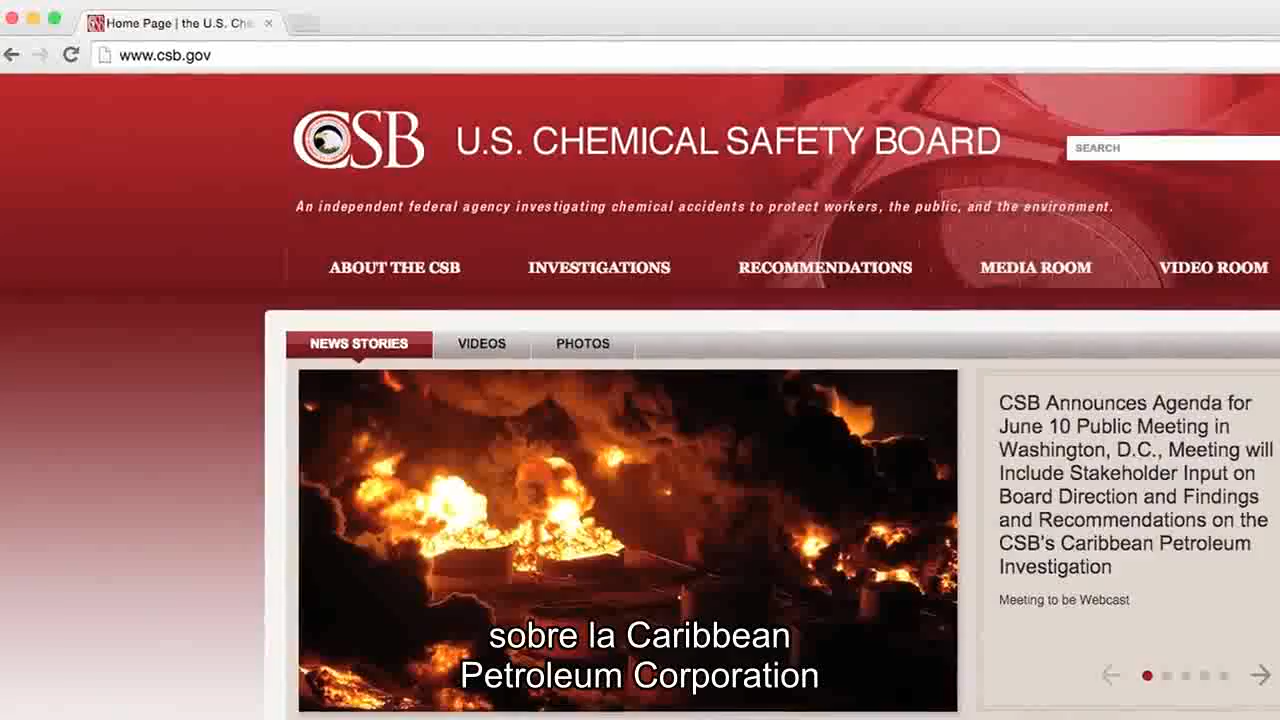 Home Page | the U.S. Che
www.csb.gov
CSB
U.S. CHEMICAL SAFETY BOARD
SEARCH
An independent federal agency investigating chemical accidents to protect workers, the public, and the environment.
ABOUT THE CSB
INVESTIGATIONS
RECOMMENDATIONS
MEDIA ROOM
VIDEO ROOM
NEWS STORIES
VIDEOS
PHOTOS
CSB Announces Agenda for
June 10 Public Meeting in
Washington, D.C., Meeting will
Include Stakeholder Input on
Board Direction and Findings
and Recommendations on the
CSB's Caribbean Petroleum
Investigation
Meeting to be Webcast
sobre la Caribbean
Petroleum Corporation